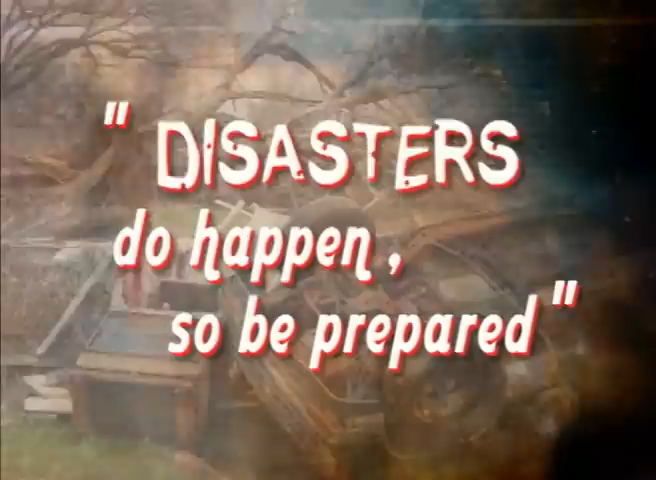 " DISASTERS
do happen ,
so be prepared "